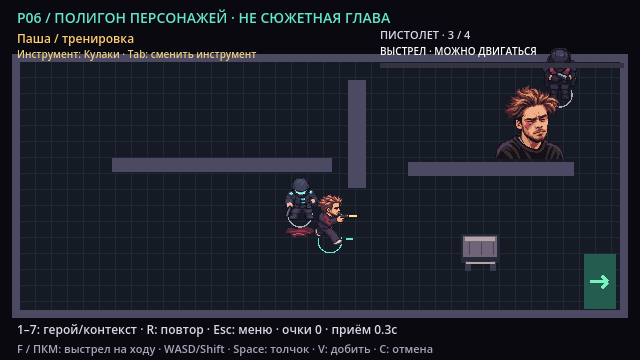 P06 / ПОЛИГОН ПЕРСОНАЖЕЙ · НЕ СЮЖЕТНАЯ ГЛАВА
Паша / тренировка
ПИСТОЛЕТ · 3 / 4
Инструмент: Кулаки · Tab: сменить инструмент
ВЫСТРЕЛ · МОЖНО ДВИГАТЬСЯ
1–7: герой/контекст · R: повтор · Esc: меню · очки 0 · приём 0.3с
F / ПКМ: выстрел на ходу · WASD/Shift · Space: толчок · V: добить · C: отмена